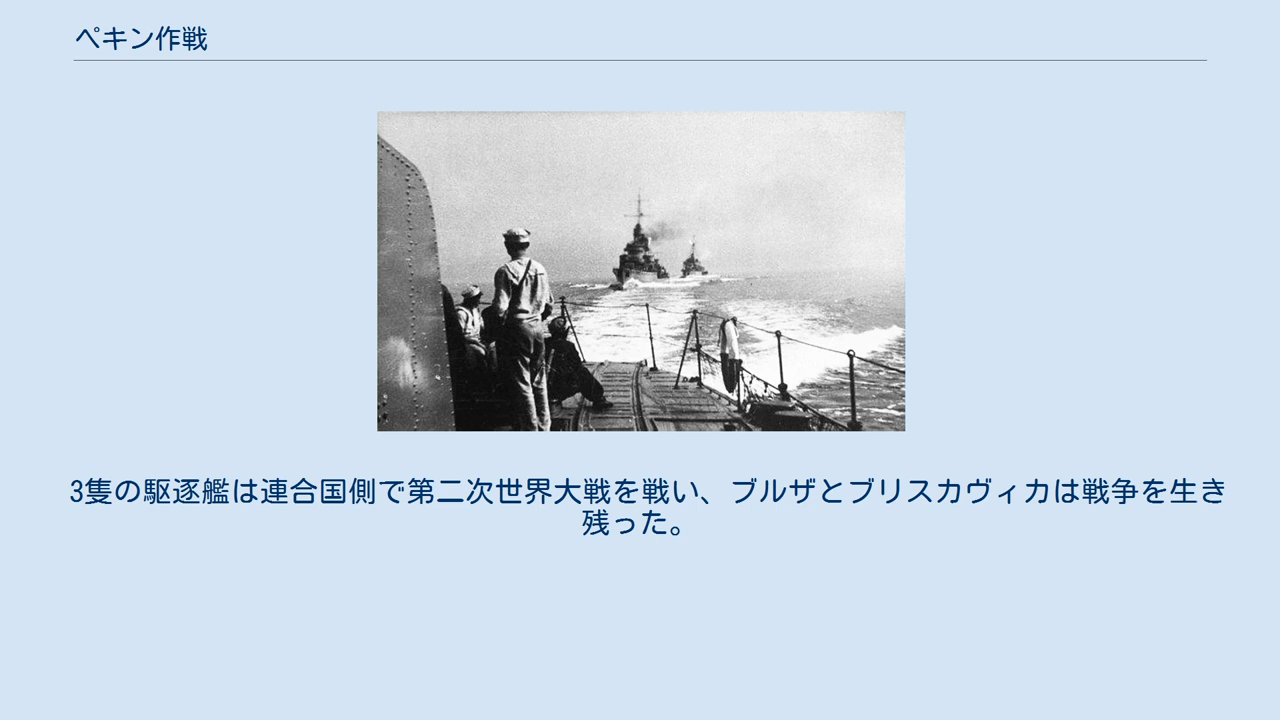 ペキン作戦
3隻の駆逐艦は連合国側で第二次世界大戦を戦い、ブルザとブリスカヴィカは戦争を生き
残った。